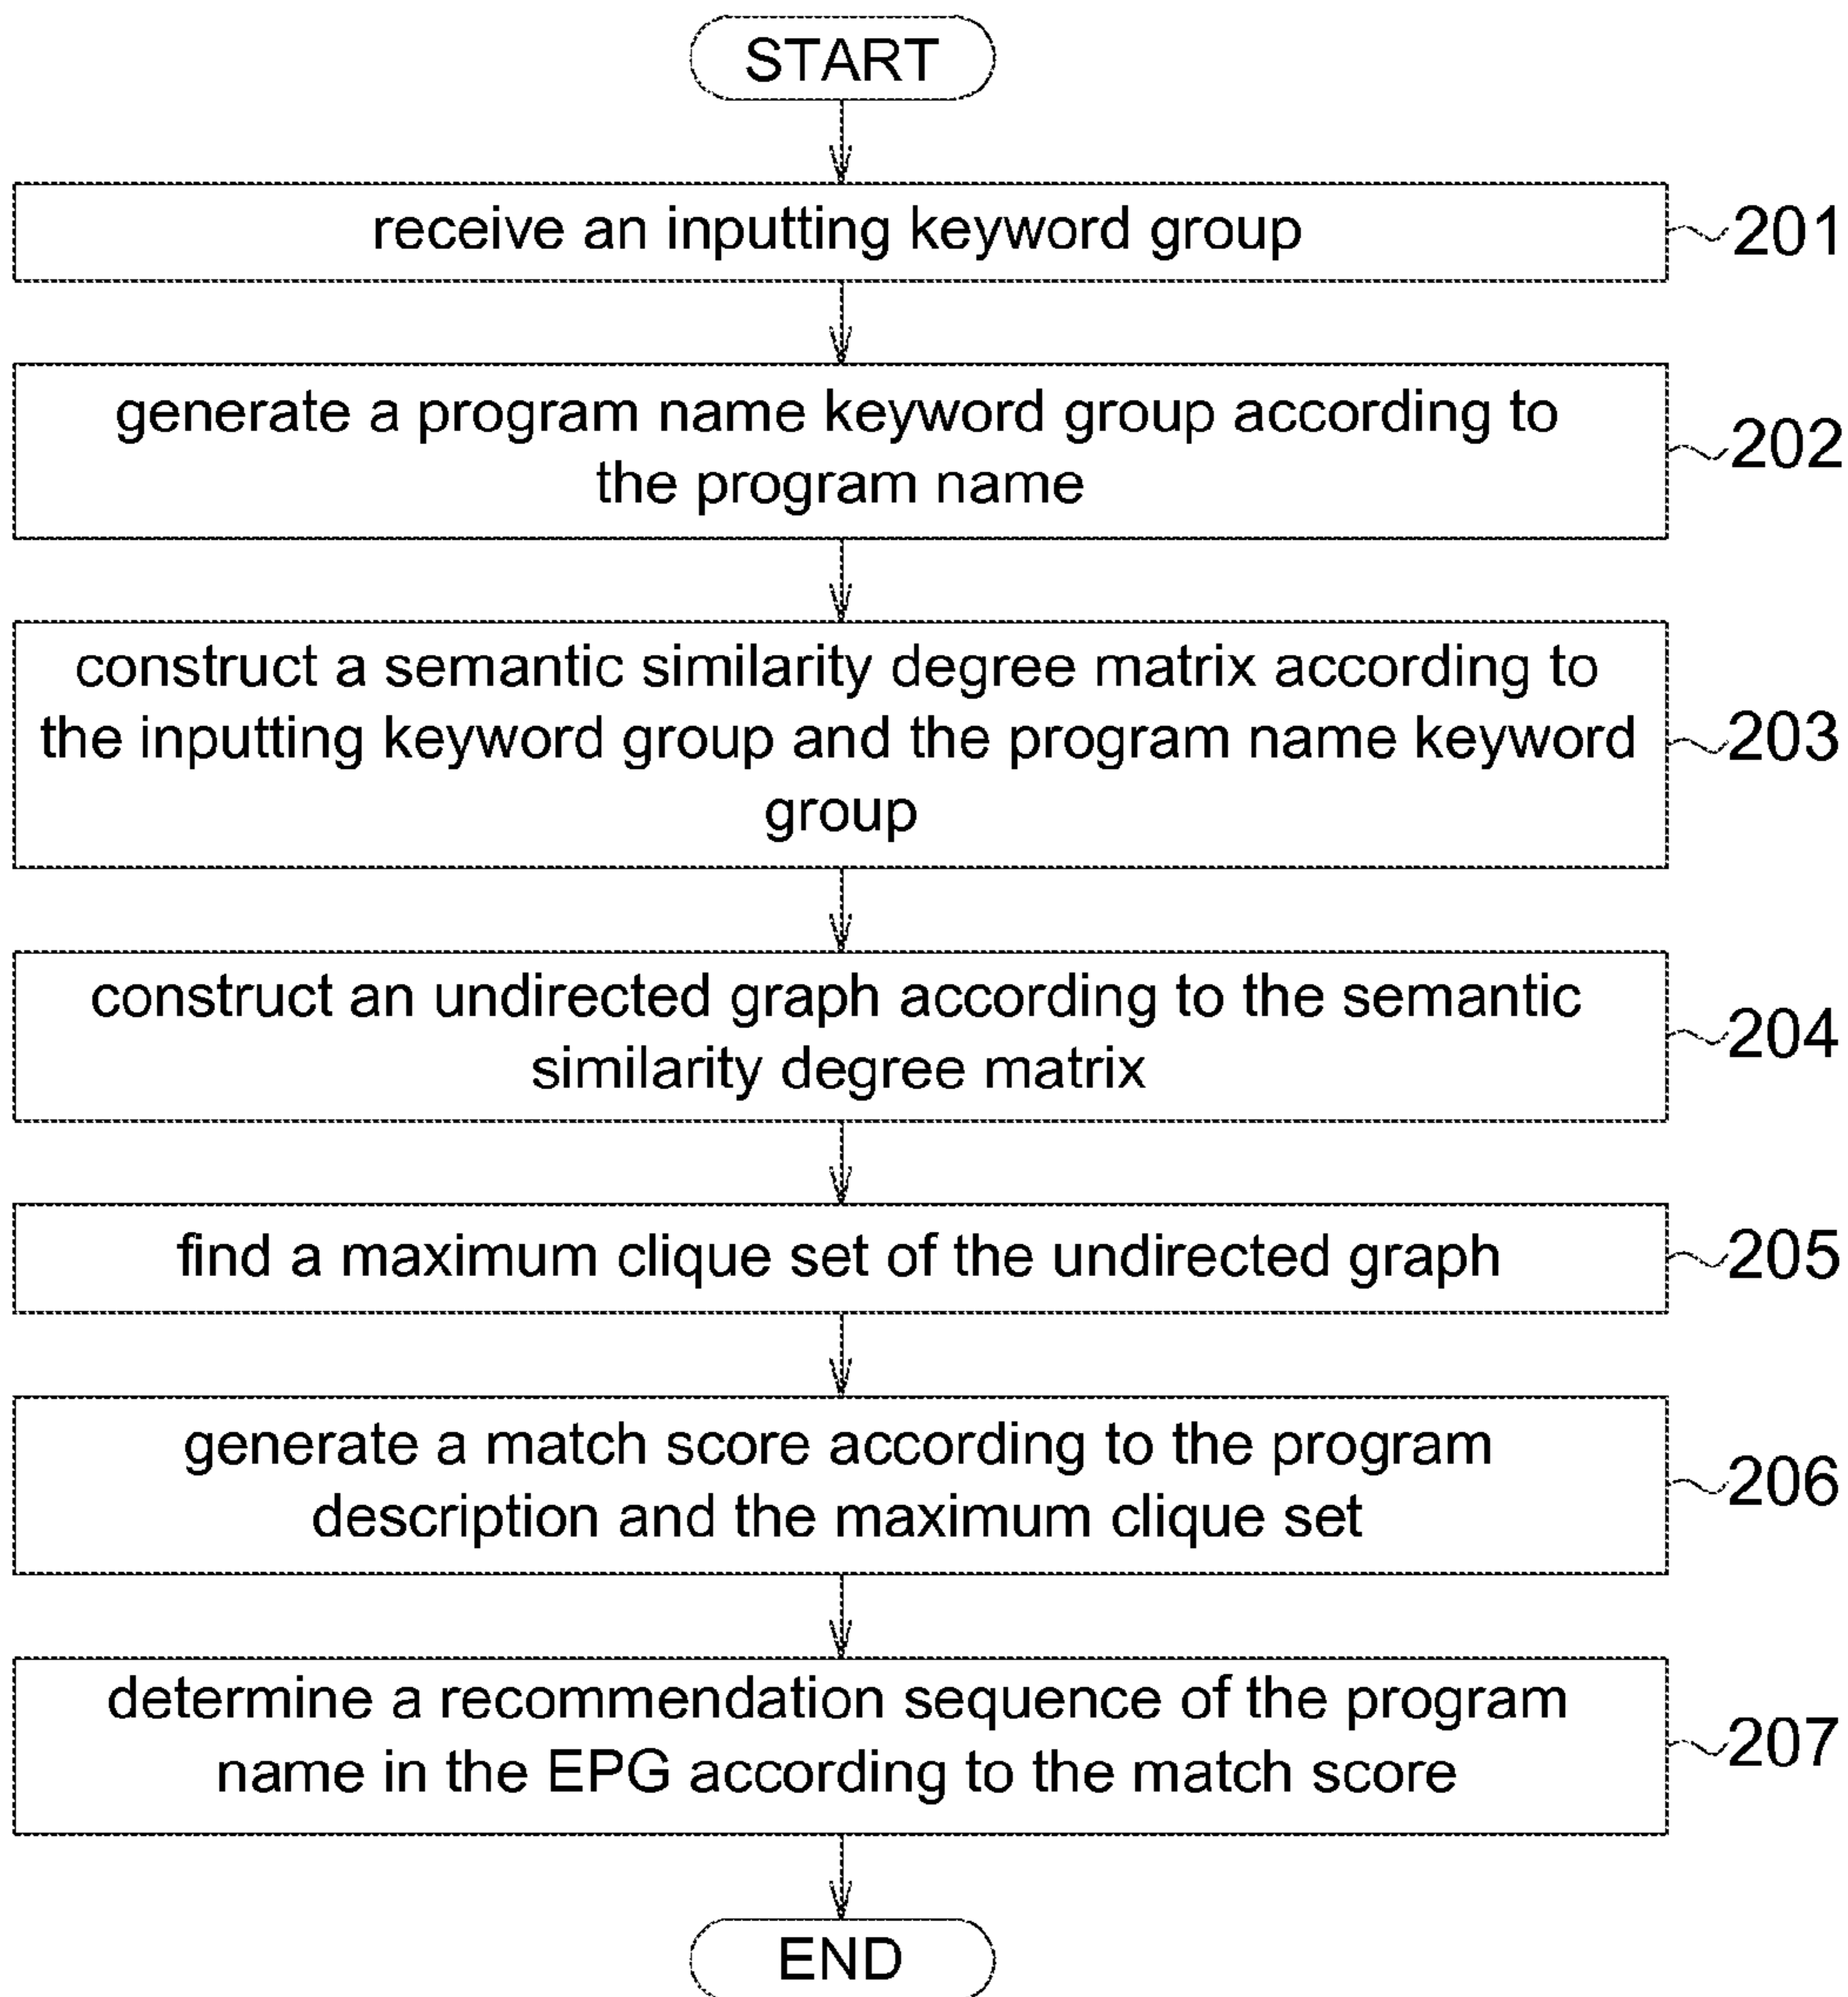 START
receive an inputting keyword group
201
generate a program name keyword group according to
the program name
202
construct a semantic similarity degree matrix according to
the inputting keyword group and the program name keyword
group
203
construct an undirected graph according to the semantic
similarity degree matrix
204
find a maximum clique set of the undirected graph
205
generate a match score according to the program
description and the maximum clique set
206
determine a recommendation sequence of the program
name in the EPG according to the match score
207
END